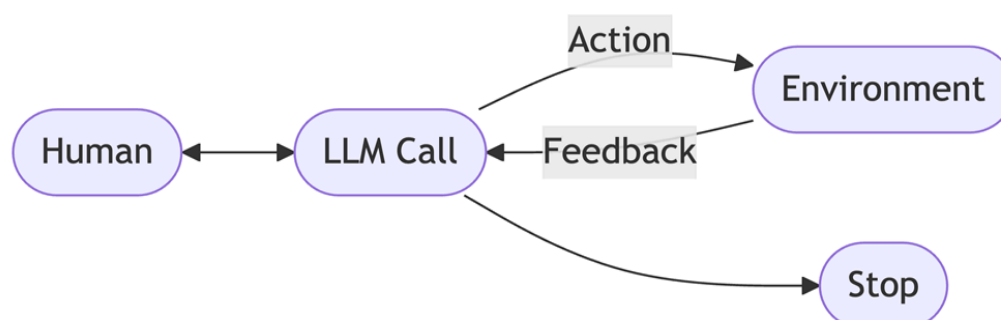 Action
Environment
Human
LLM Call
Feedback
Stop